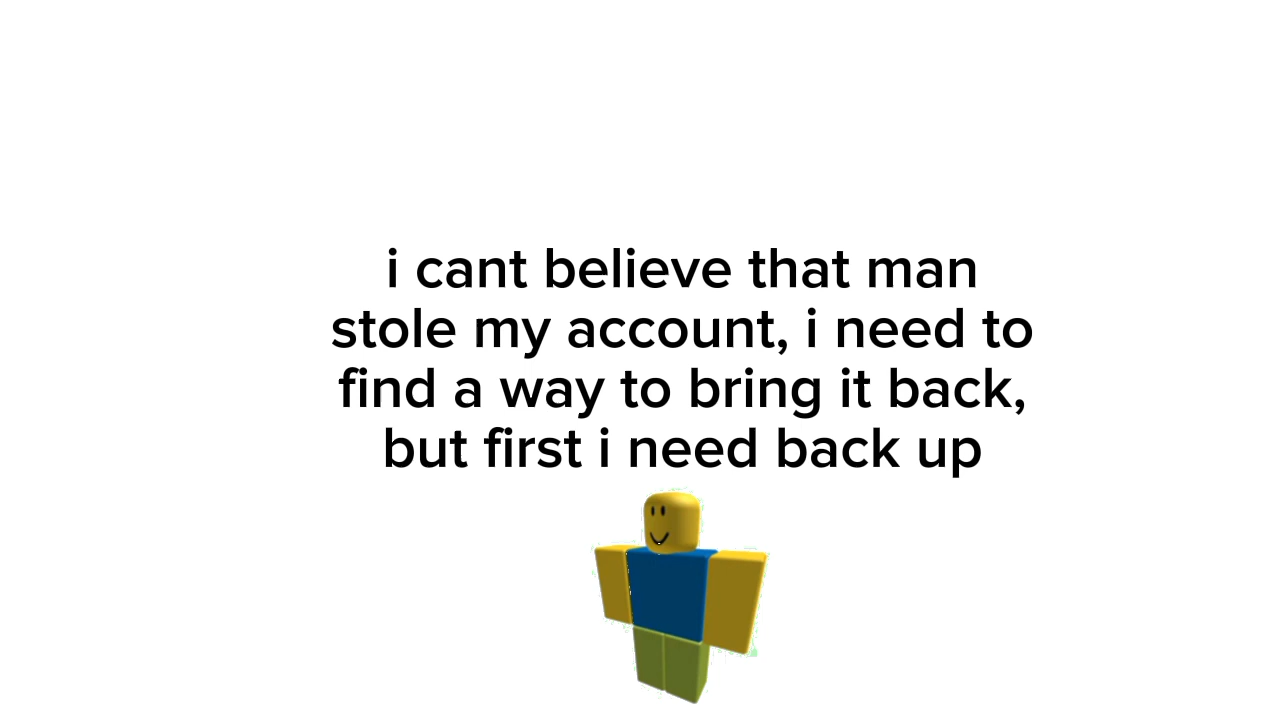 i cant believe that man
stole my account, i need to
find a way to bring it back,
but first i need back up